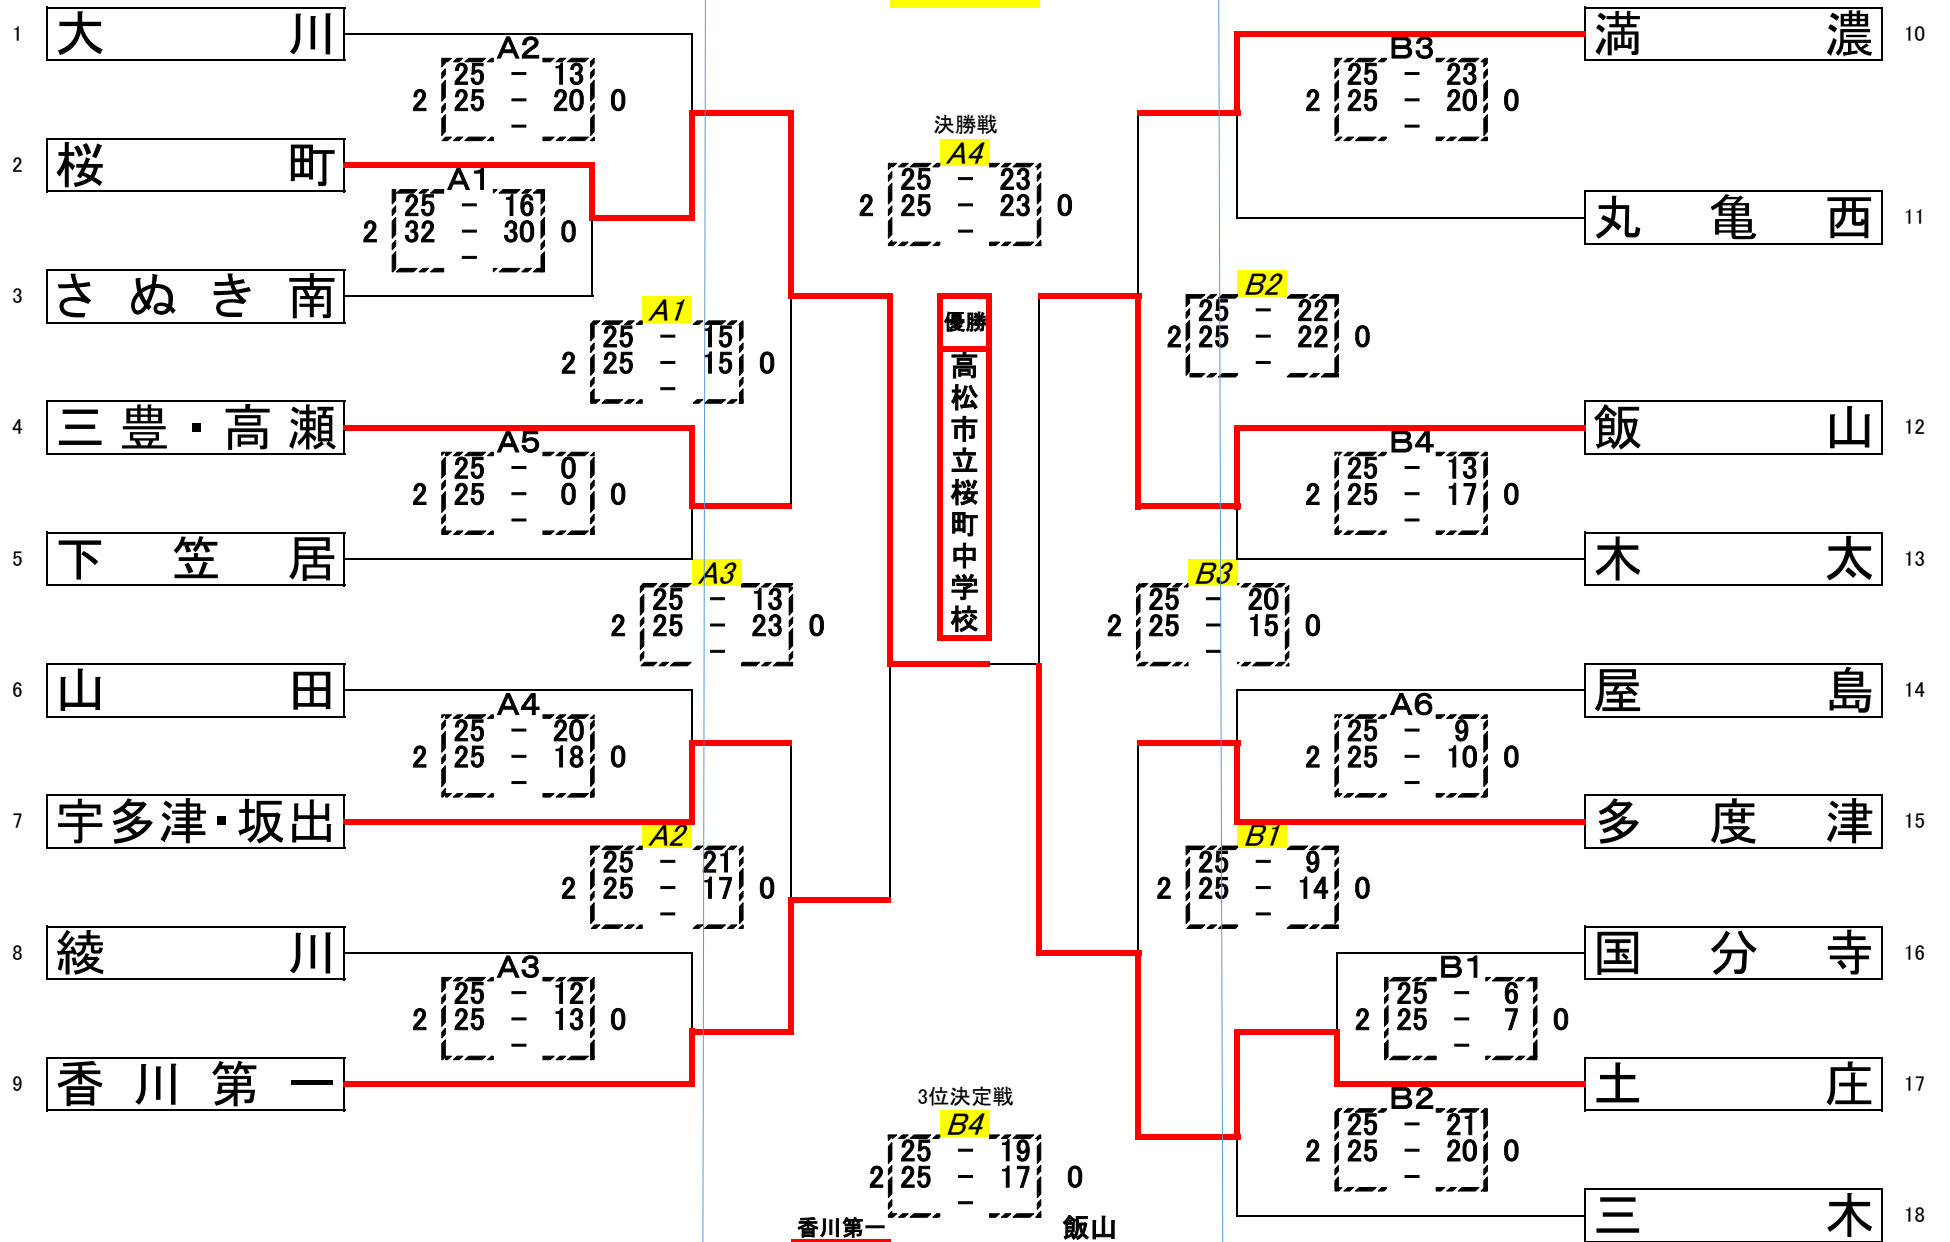 1 大川
A2
25 - 13
2 25 - 20 0
-
2 桜町
A1
25 - 16
2 32 - 30 0
-
3 さぬき南
A1
25 - 15
2 25 - 15 0
-
4 三豊・高瀬
A5
25 - 0
2 25 - 0 0
-
5 下笠居
A3
25 - 13
2 25 - 23 0
-
6 山田
A4
25 - 20
2 25 - 18 0
-
7 宇多津・坂出
A2
25 - 21
2 25 - 17 0
-
8 綾川
A3
25 - 12
2 25 - 13 0
-
9 香川第一
決勝戦
A4
25 - 23
2 25 - 23 0
-
優勝
高松市立桜町中学校
3位決定戦
B4
25 - 19
2 25 - 17 0
-
香川第一 飯山
満濃 10
B3
25 - 23
2 25 - 20 0
-
丸亀西 11
B2
25 - 22
2 25 - 22 0
-
飯山 12
B4
25 - 13
2 25 - 17 0
-
木太 13
B3
25 - 20
2 25 - 15 0
-
屋島 14
A6
25 - 9
2 25 - 10 0
-
多度津 15
B1
25 - 9
2 25 - 14 0
-
国分寺 16
B1
25 - 6
2 25 - 7 0
-
土庄 17
B2
25 - 21
2 25 - 20 0
-
三木 18